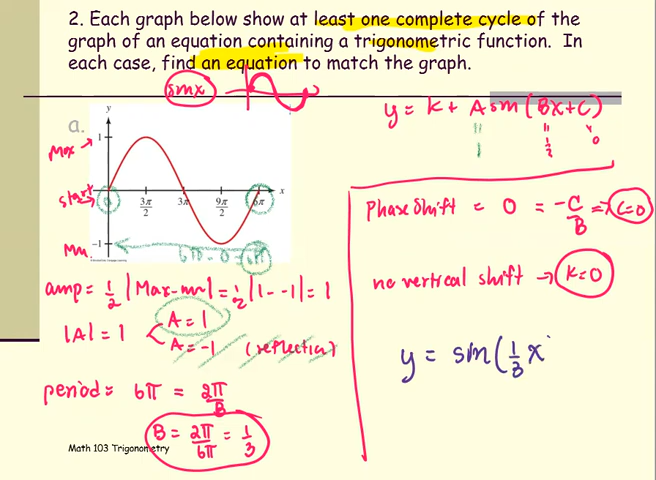 2. Each graph below show at least one complete cycle of the
graph of an equation containing a trigonometric function. In
each case, find an equation to match the graph.
sinx
y = K + A sin (Bx+C)
" " "
1 1/2 0
a.
y
Max → 1
Start → 0 3π/2 3π 9π/2 6π x
Min -1
6π - 0 = 6π
amp = 1/2 |Max-min| = 1/2 |1 - -1| = 1
|A| = 1
A = 1
A = -1 (reflection)
period = 6π = 2π/B
B = 2π/6π = 1/3
Phase Shift = 0 = -C/B ⇒ C=0
no vertical shift → K=0
y = sin(1/3 x
Math 103 Trigonometry